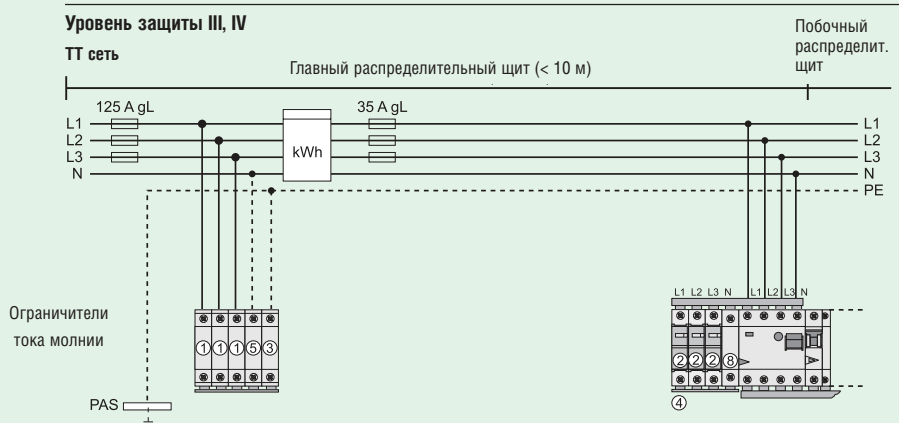 Уровень защиты III, IV
ТТ сеть
Главный распределительный щит (< 10 м)
Побочный
распределит.
щит
125 A gL
35 A gL
L1
L2
L3
N
kWh
L1
L2
L3
N
PE
L1 L2 L3 N
L1 L2 L3 N
Ограничители
тока молнии
1 1 1 5 3
2 2 2 8
4
PAS